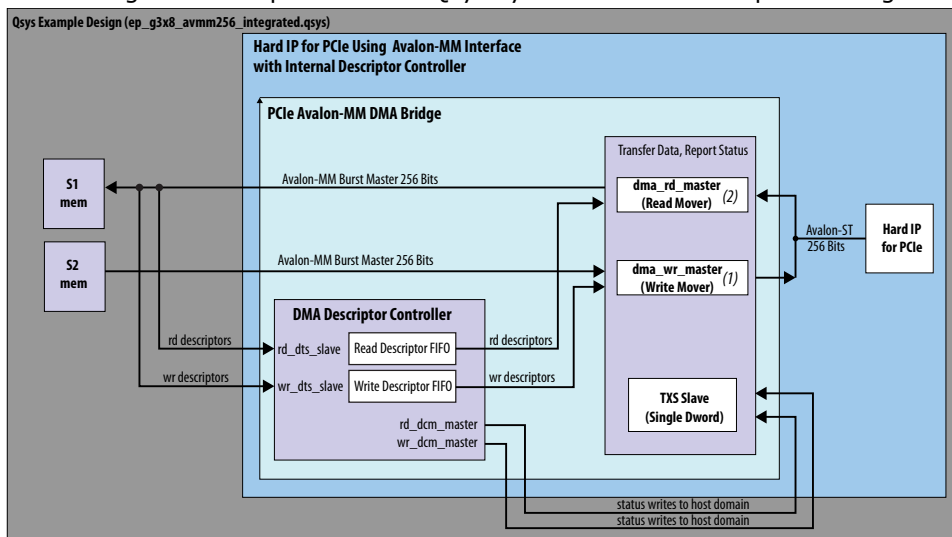 Qsys Example Design (ep_g3x8_avmm256_integrated.qsys)
Hard IP for PCIe Using Avalon-MM Interface
with Internal Descriptor Controller
PCIe Avalon-MM DMA Bridge
Transfer Data, Report Status
S1
mem
Avalon-MM Burst Master 256 Bits
dma_rd_master
(Read Mover) (2)
Avalon-ST
256 Bits
Hard IP
for PCIe
S2
mem
Avalon-MM Burst Master 256 Bits
dma_wr_master
(Write Mover) (1)
DMA Descriptor Controller
rd descriptors
rd_dts_slave
Read Descriptor FIFO
rd descriptors
wr descriptors
wr_dts_slave
Write Descriptor FIFO
wr descriptors
TXS Slave
(Single Dword)
rd_dcm_master
wr_dcm_master
status writes to host domain
status writes to host domain